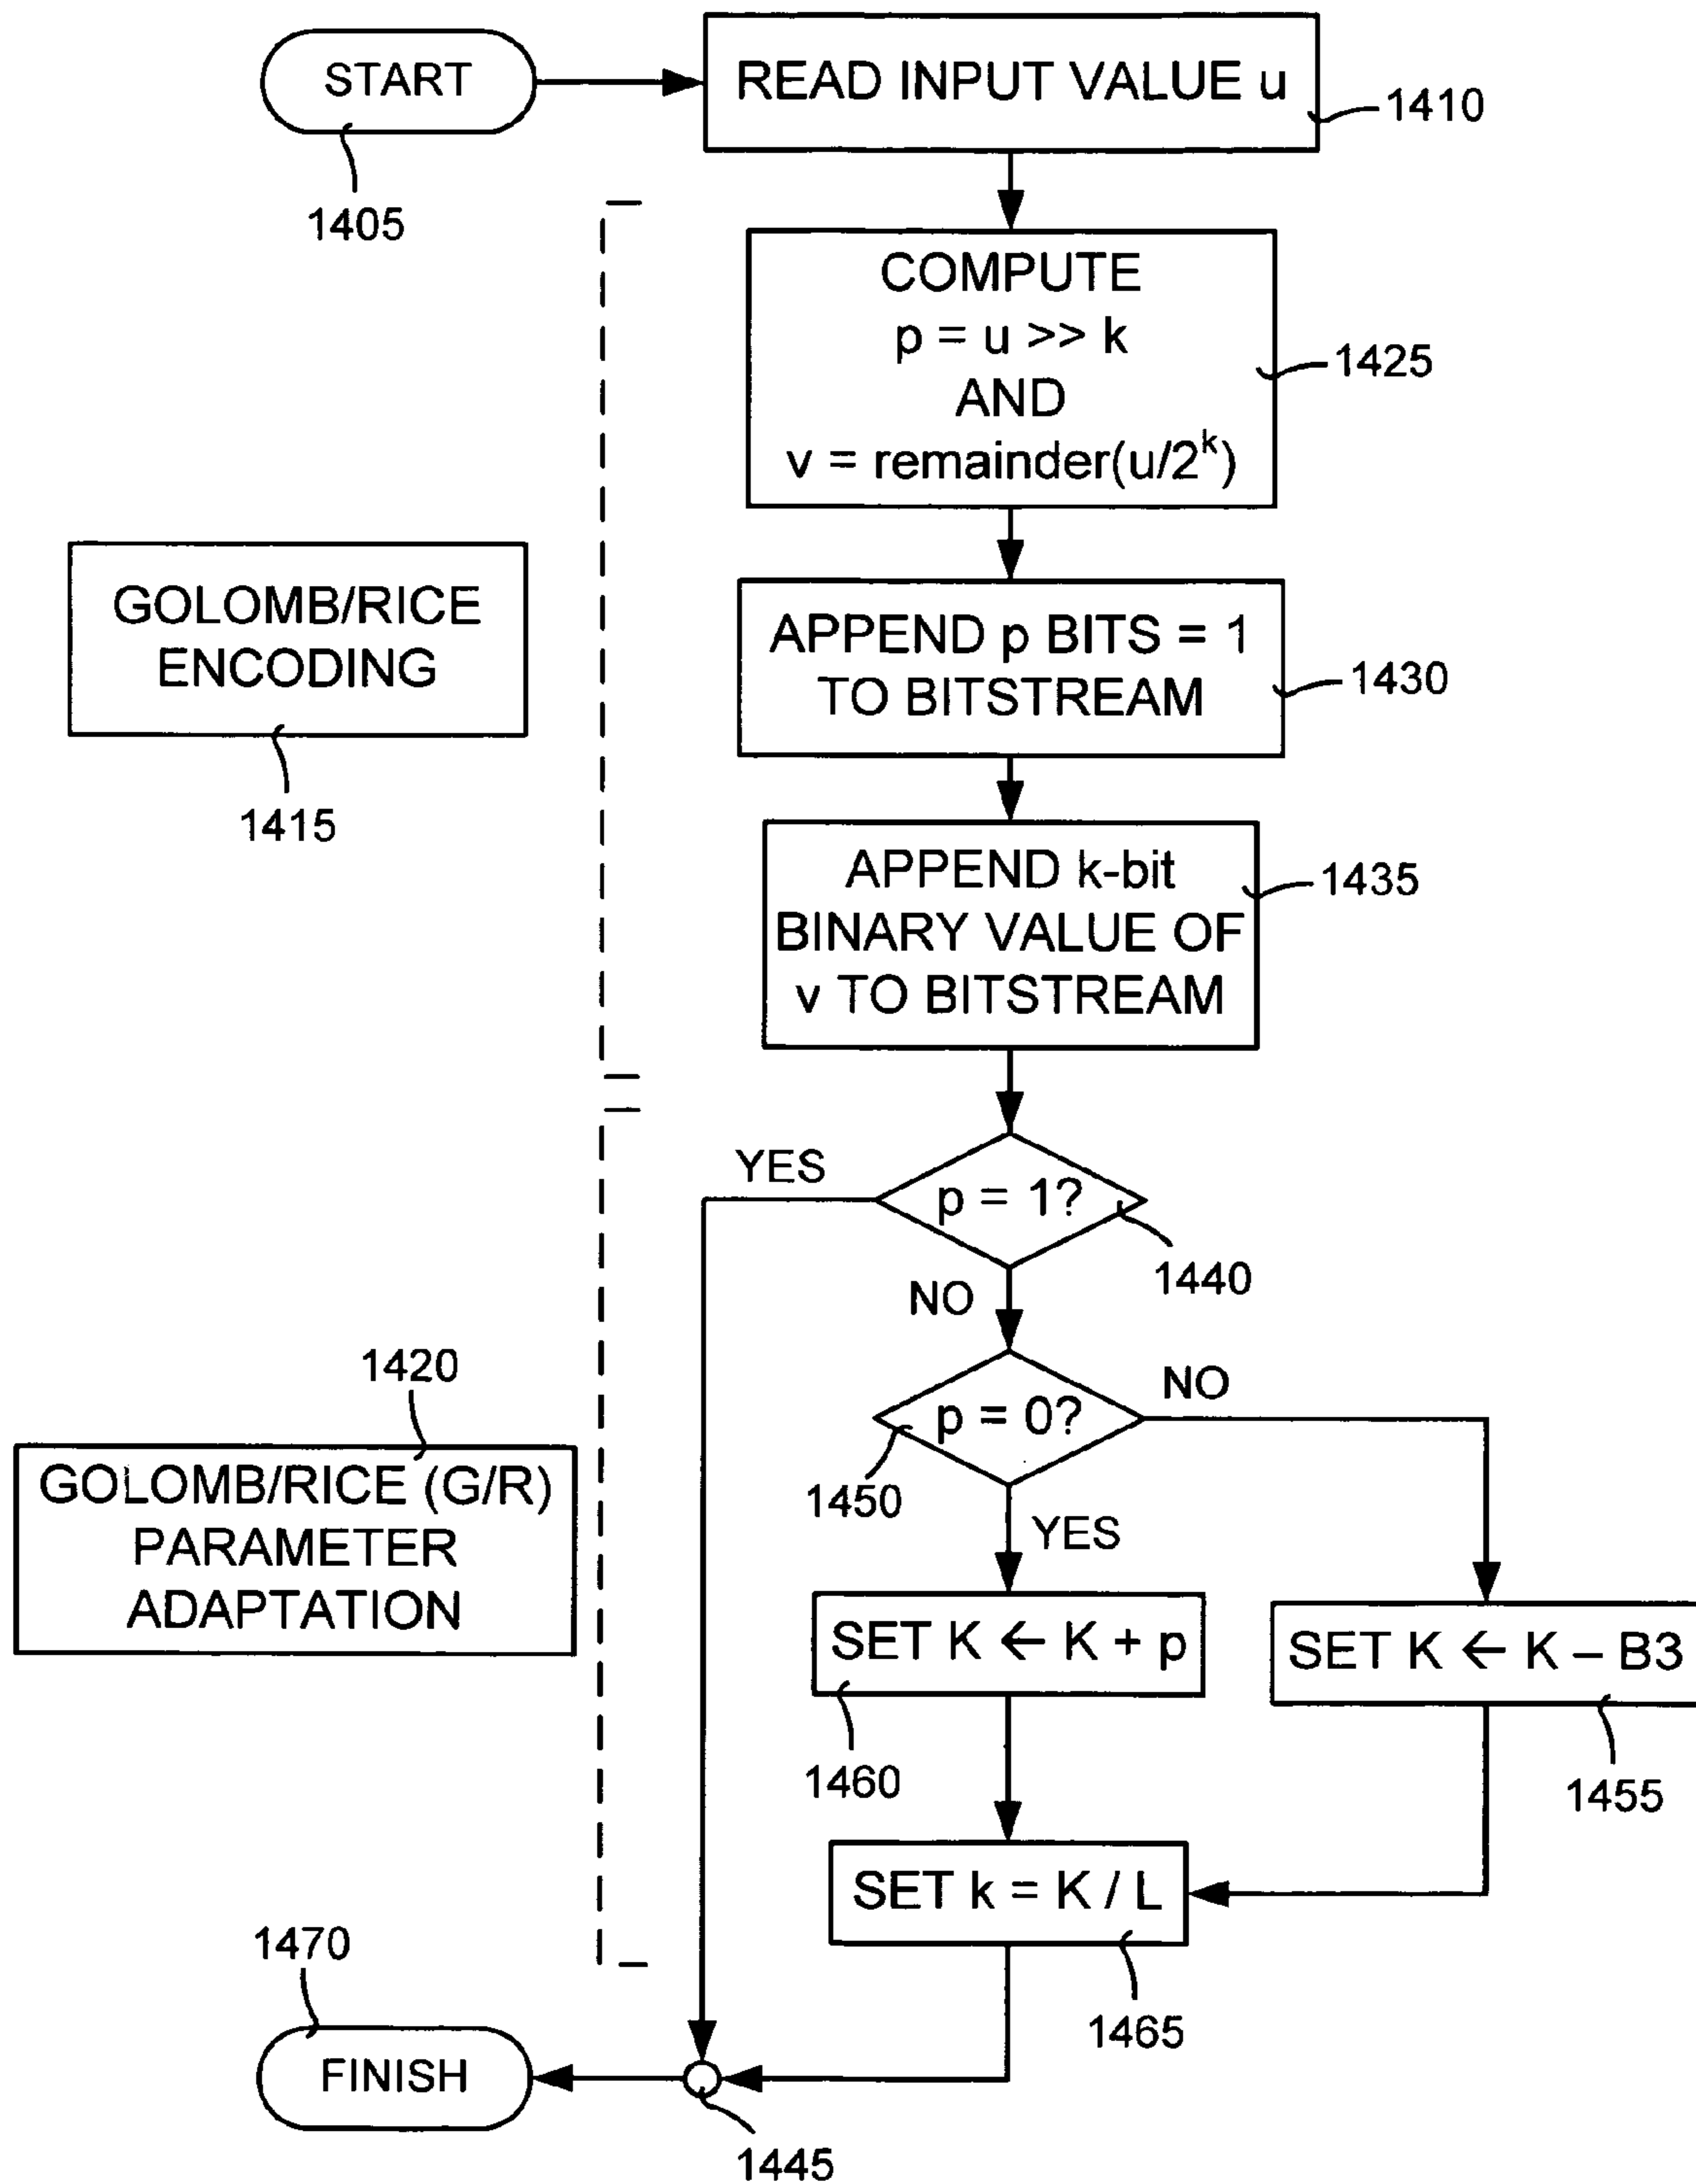 START
1405
READ INPUT VALUE u
1410
COMPUTE
p = u >> k
AND
v = remainder(u/2^k)
1425
GOLOMB/RICE
ENCODING
1415
APPEND p BITS = 1
TO BITSTREAM
1430
APPEND k-bit
BINARY VALUE OF
v TO BITSTREAM
1435
YES
p = 1?
1440
NO
p = 0?
1450
NO
YES
1420
GOLOMB/RICE (G/R)
PARAMETER
ADAPTATION
SET K ← K + p
1460
SET K ← K – B3
1455
SET k = K / L
1465
1470
FINISH
1445